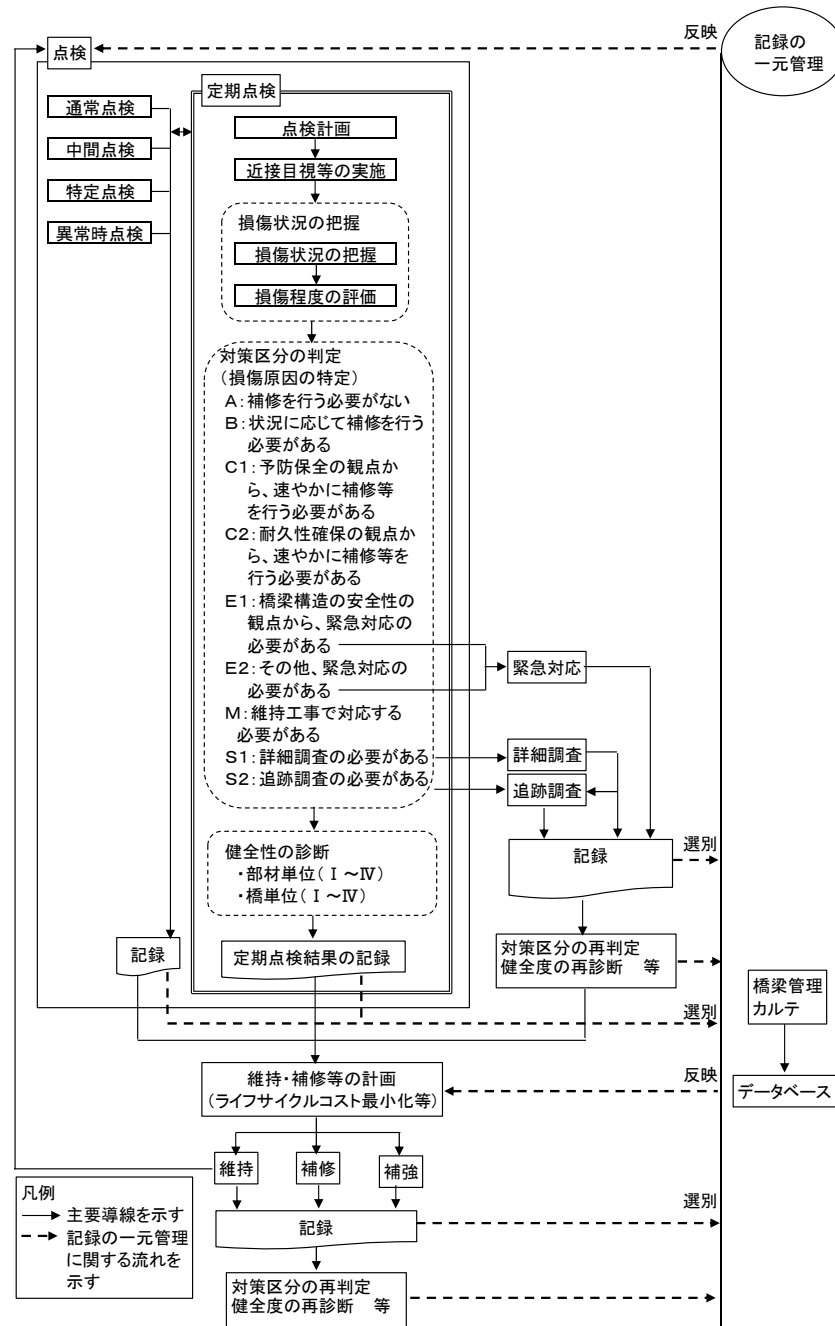 反映
記録の
一元管理
点検
定期点検
通常点検
中間点検
特定点検
異常時点検
点検計画
近接目視等の実施
損傷状況の把握
損傷状況の把握
損傷程度の評価
対策区分の判定
(損傷原因の特定)
A:補修を行う必要がない
B:状況に応じて補修を行う
必要がある
C1:予防保全の観点か
ら、速やかに補修等
を行う必要がある
C2:耐久性確保の観点か
ら、速やかに補修等を
行う必要がある
E1:橋梁構造の安全性の
観点から、緊急対応の
必要がある
E2:その他、緊急対応の
必要がある
M:維持工事で対応する
必要がある
S1:詳細調査の必要がある
S2:追跡調査の必要がある
緊急対応
詳細調査
追跡調査
記録
選別
健全性の診断
・部材単位(Ⅰ~Ⅳ)
・橋単位(Ⅰ~Ⅳ)
対策区分の再判定
健全度の再診断 等
記録
定期点検結果の記録
選別
橋梁管理
カルテ
データベース
維持・補修等の計画
(ライフサイクルコスト最小化等)
反映
維持
補修
補強
記録
選別
対策区分の再判定
健全度の再診断 等
凡例
主要導線を示す
記録の一元管理
に関する流れを
示す